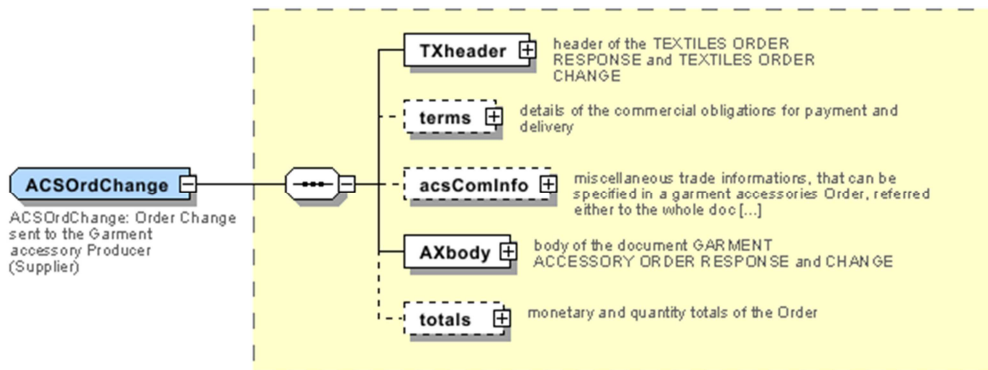 TXheader
header of the TEXTILES ORDER
RESPONSE and TEXTILES ORDER
CHANGE
terms
details of the commercial obligations for payment and
delivery
ACSOrdChange
ACSOrdChange: Order Change
sent to the Garment
accessory Producer
(Supplier)
acsComInfo
miscellaneous trade informations, that can be
specified in a garment accessories Order, referred
either to the whole doc [...]
AXbody
body of the document GARMENT
ACCESSORY ORDER RESPONSE and CHANGE
totals
monetary and quantity totals of the Order